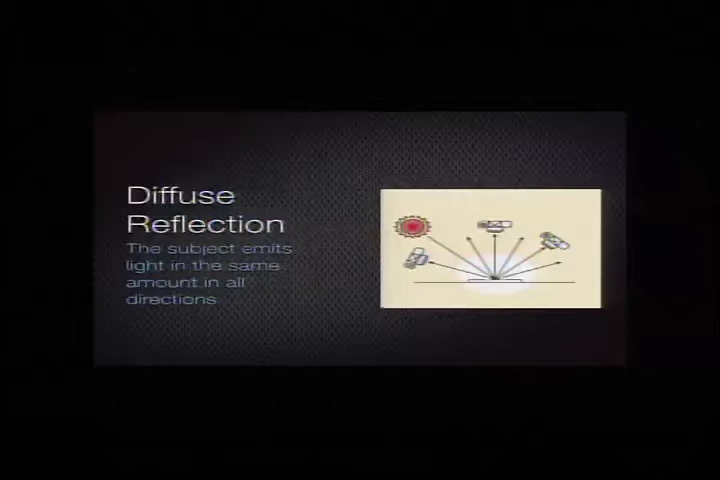 Diffuse
Reflection
The subject emits
light in the same
amount in all
directions